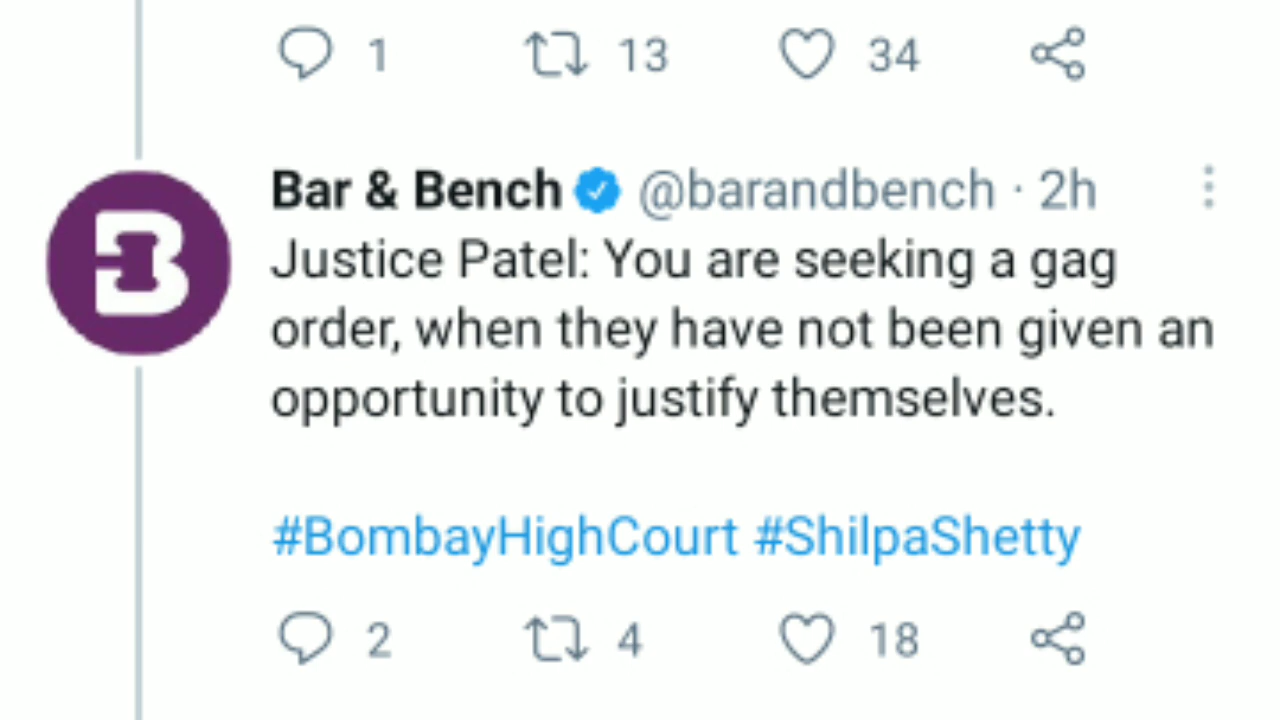 1 13 34
Bar & Bench @barandbench · 2h
Justice Patel: You are seeking a gag
order, when they have not been given an
opportunity to justify themselves.
#BombayHighCourt #ShilpaShetty
2 4 18